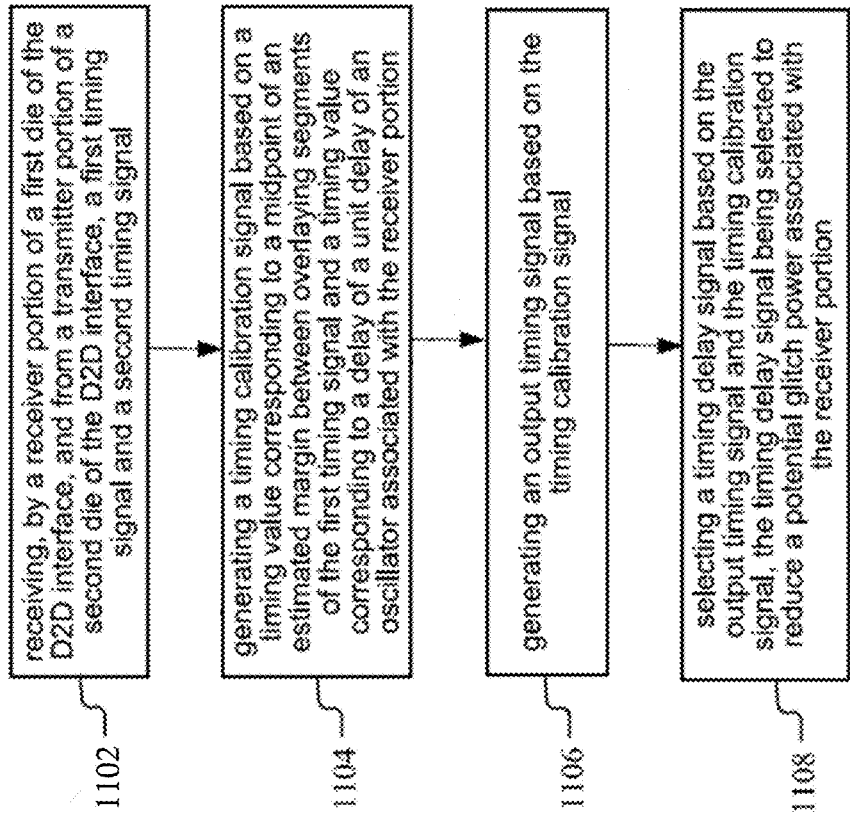 receiving, by a receiver portion of a first die of the
D2D interface, and from a transmitter portion of a
second die of the D2D interface, a first timing
signal and a second timing signal
1102
generating a timing calibration signal based on a
timing value corresponding to a midpoint of an
estimated margin between overlaying segments
of the first timing signal and a timing value
corresponding to a delay of a unit delay of an
oscillator associated with the receiver portion
1104
generating an output timing signal based on the
timing calibration signal
1106
selecting a timing delay signal based on the
output timing signal and the timing calibration
signal, the timing delay signal being selected to
reduce a potential glitch power associated with
the receiver portion
1108